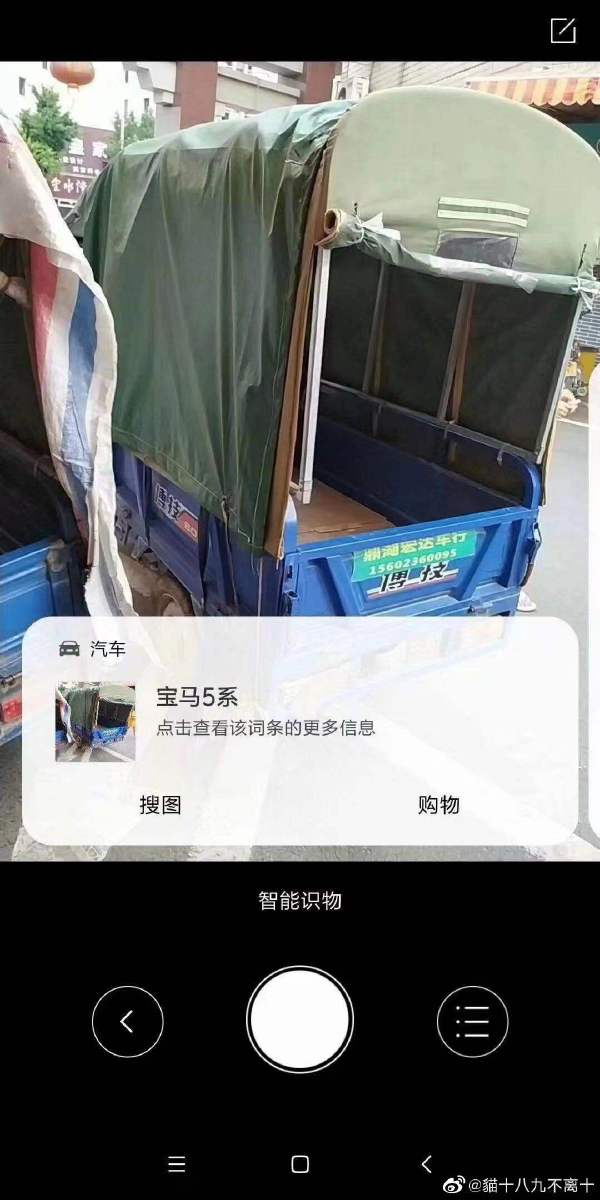 鼎湖宏达车行
15602360095
博技
博技
汽车
宝马5系
点击查看该词条的更多信息
搜图
购物
智能识物
@貓十八九不离十